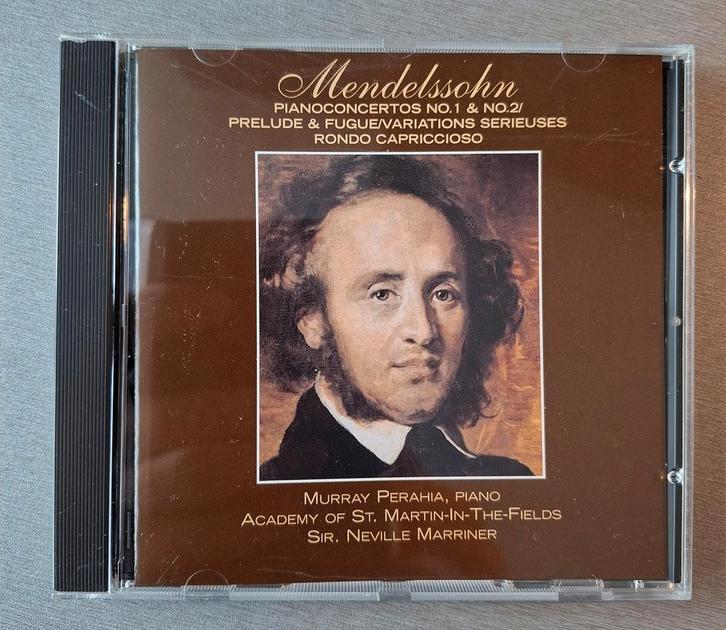 Mendelssohn
PIANOCONCERTOS NO.1 & NO.2/
PRELUDE & FUGUE/VARIATIONS SERIEUSES
RONDO CAPRICCIOSO
MURRAY PERAHIA, PIANO
ACADEMY OF ST. MARTIN-IN-THE-FIELDS
SIR. NEVILLE MARRINER